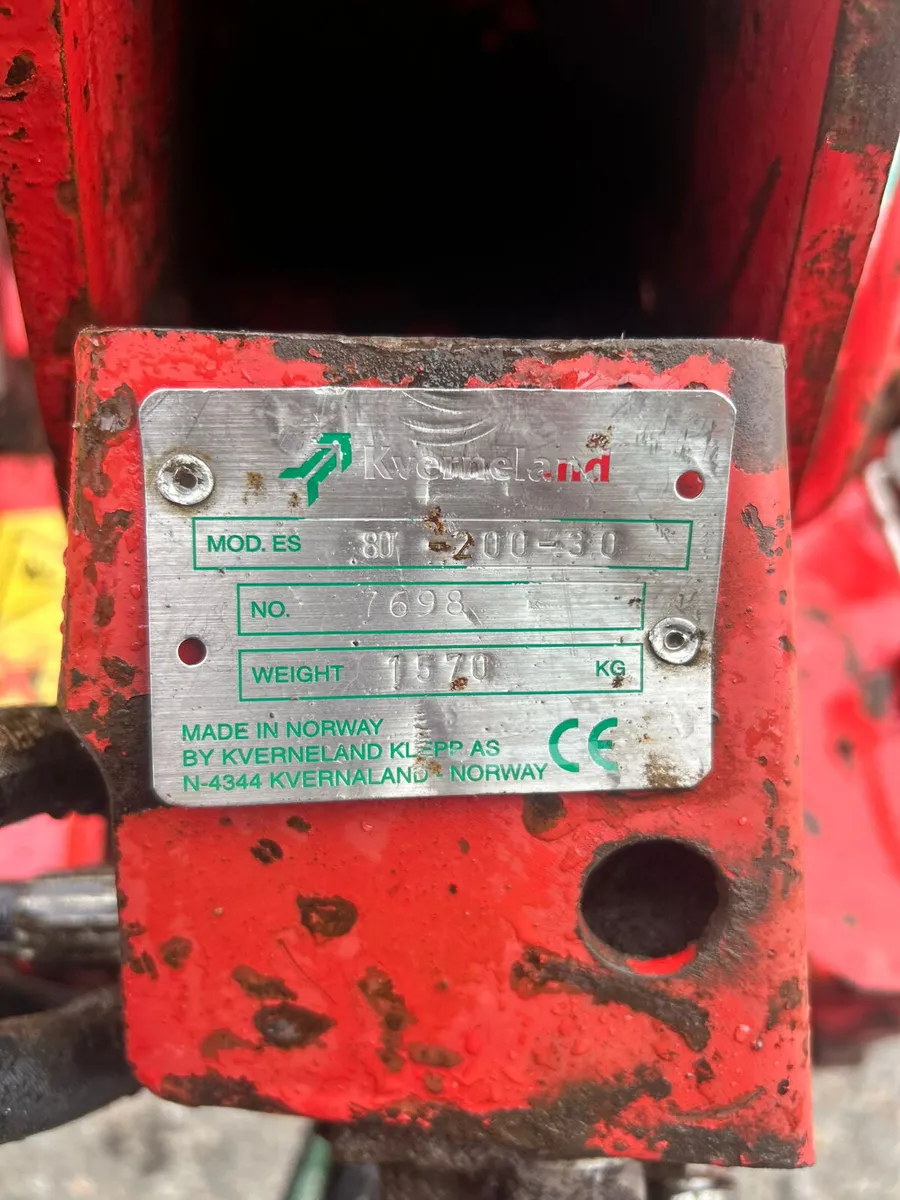 Kverneland
MOD. ES 80 -200-30
NO. 7698
WEIGHT 1570 KG
MADE IN NORWAY
BY KVERNELAND KLEPP AS
N-4344 KVERNALAND - NORWAY
CE